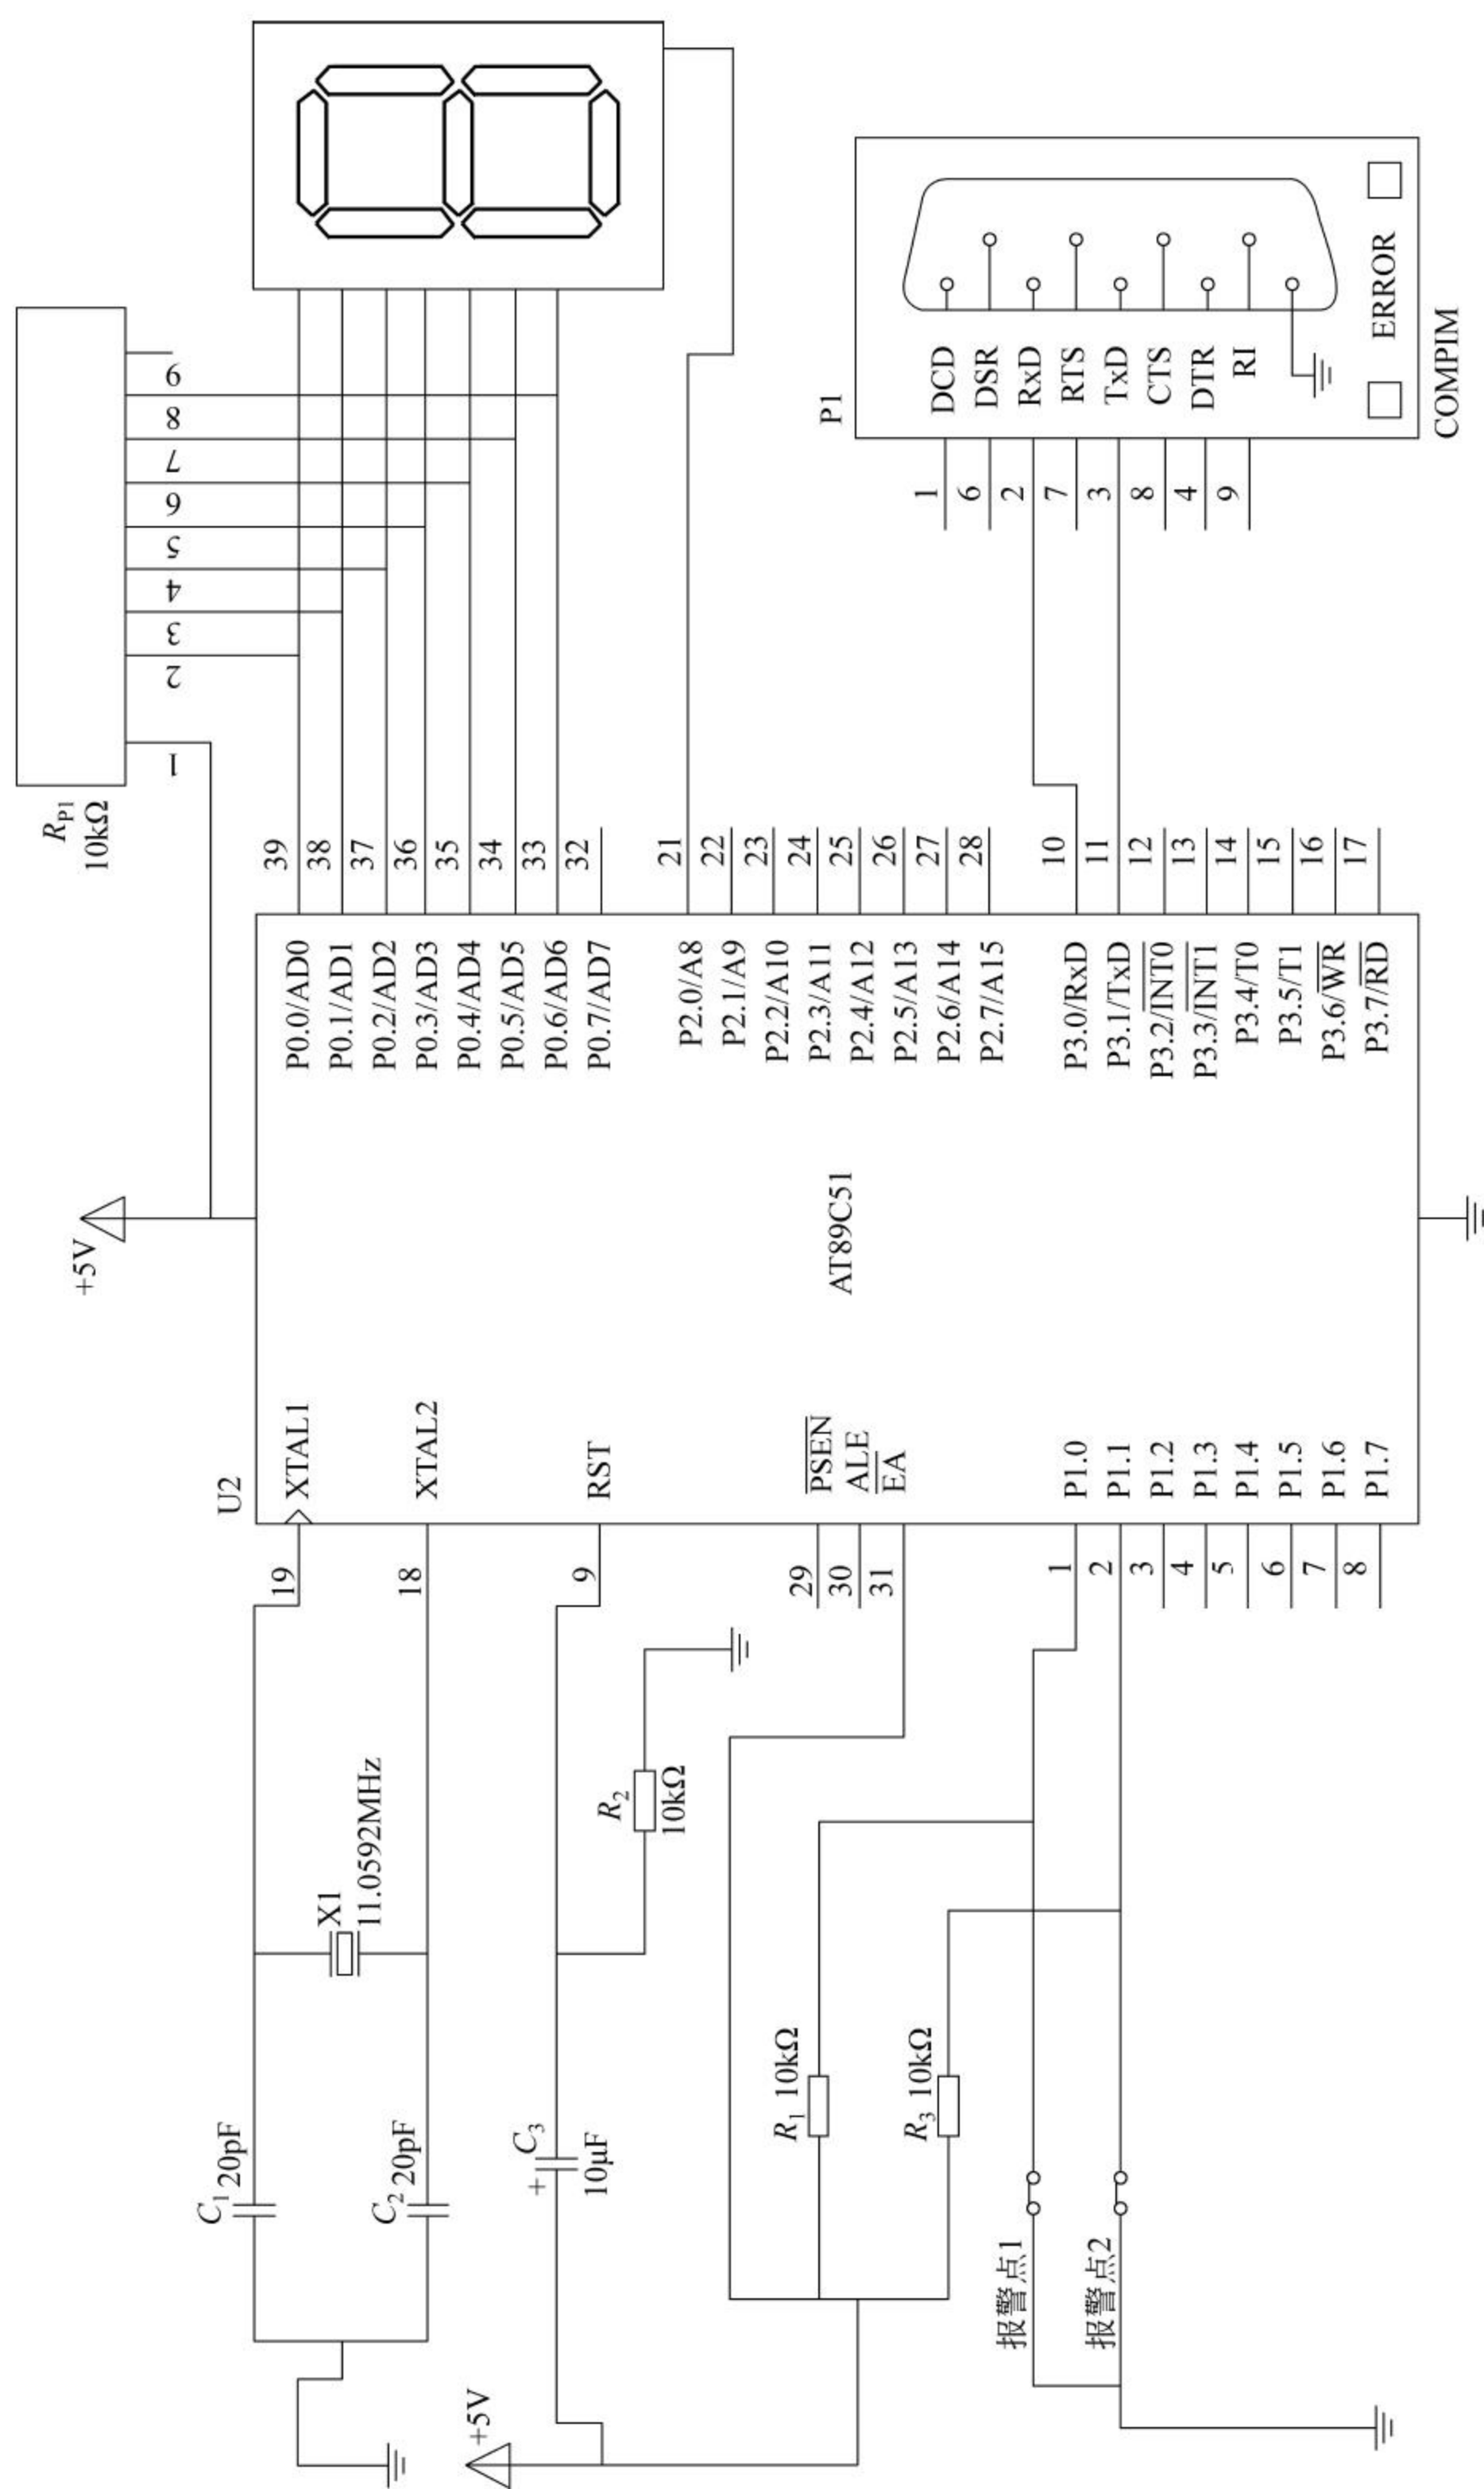 U2
AT89C51
+5V
19
XTAL1
18
XTAL2
9
RST
29
PSEN
30
ALE
31
EA
1
P1.0
2
P1.1
3
P1.2
4
P1.3
5
P1.4
6
P1.5
7
P1.6
8
P1.7
P0.0/AD0
39
P0.1/AD1
38
P0.2/AD2
37
P0.3/AD3
36
P0.4/AD4
35
P0.5/AD5
34
P0.6/AD6
33
P0.7/AD7
32
P2.0/A8
21
P2.1/A9
22
P2.2/A10
23
P2.3/A11
24
P2.4/A12
25
P2.5/A13
26
P2.6/A14
27
P2.7/A15
28
P3.0/RxD
10
P3.1/TxD
11
P3.2/INT0
12
P3.3/INT1
13
P3.4/T0
14
P3.5/T1
15
P3.6/WR
16
P3.7/RD
17
C1 20pF
C2 20pF
X1
11.0592MHz
+5V
+
C3
10μF
R2
10kΩ
R1 10kΩ
R3 10kΩ
报警点1
报警点2
RP1
10kΩ
1
2
3
4
5
6
7
8
9
P1
1
DCD
6
DSR
2
RxD
7
RTS
3
TxD
8
CTS
4
DTR
9
RI
ERROR
COMPIM